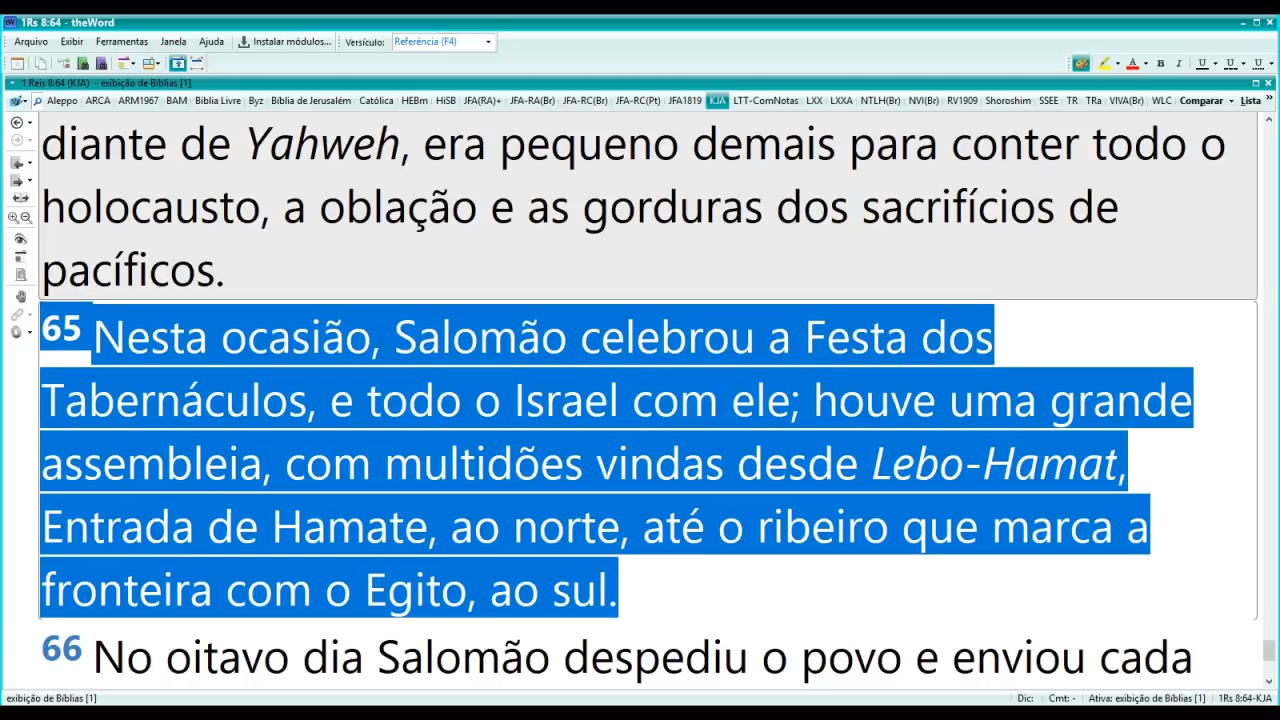 1Rs 8:64 - theWord
Arquivo Exibir Ferramentas Janela Ajuda Instalar módulos... Versículo: Referência (F4)
B I U U U
1 Reis 8:64 (KJA) - exibição de Bíblias [1]
Aleppo ARCA ARM1967 BAM Bíblia Livre Byz Bíblia de Jerusalém Católica HEBm HiSB JFA(RA)+ JFA-RA(Br) JFA-RC(Br) JFA-RC(Pt) JFA1819 KJA LTT-ComNotas LXX LXXA NTLH(Br) NVI(Br) RV1909 Shoroshim SSEE TR TRa VIVA(Br) WLC Comparar Lista
diante de Yahweh, era pequeno demais para conter todo o
holocausto, a oblação e as gorduras dos sacrifícios de
pacíficos.
65 Nesta ocasião, Salomão celebrou a Festa dos
Tabernáculos, e todo o Israel com ele; houve uma grande
assembleia, com multidões vindas desde Lebo-Hamat,
Entrada de Hamate, ao norte, até o ribeiro que marca a
fronteira com o Egito, ao sul.
66 No oitavo dia Salomão despediu o povo e enviou cada
exibição de Bíblias [1] Dic: Cmt: - Ativa: exibição de Bíblias [1] 1Rs 8:64-KJA